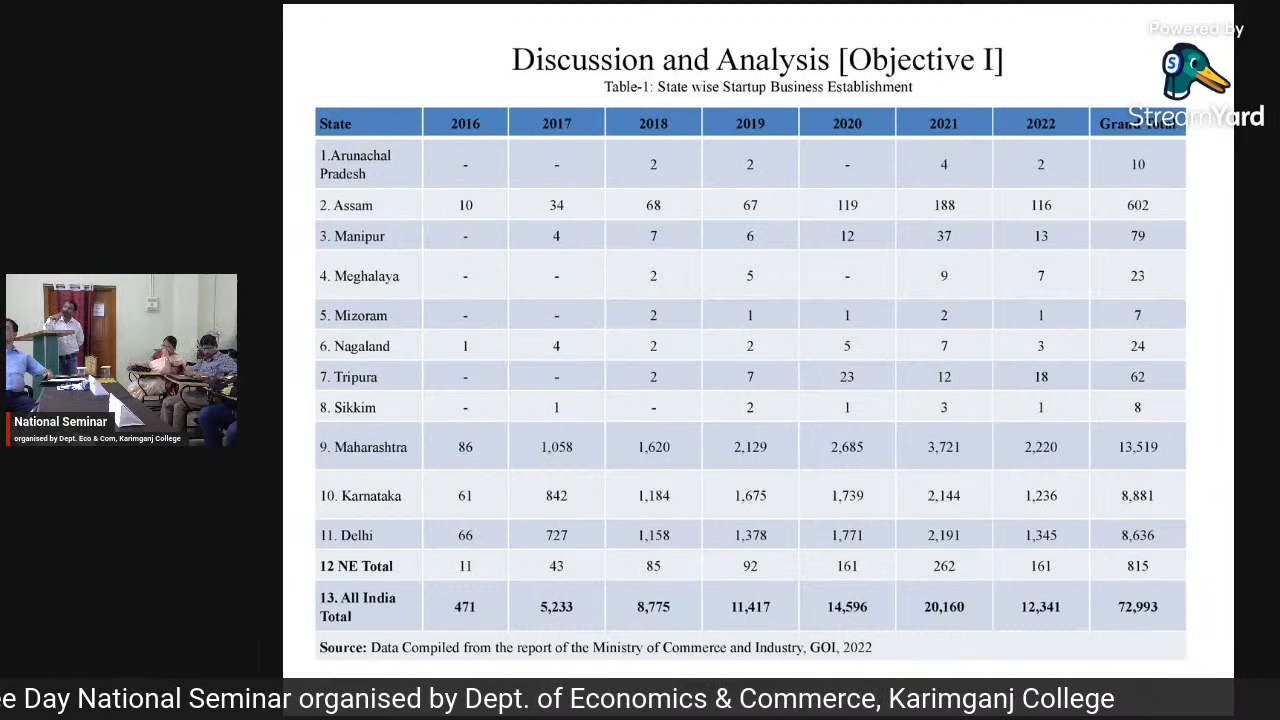 Powered by
StreamYard
Discussion and Analysis [Objective I]
Table-1: State wise Startup Business Establishment
State 2016 2017 2018 2019 2020 2021 2022 Grand Total
1.Arunachal Pradesh - - 2 2 - 4 2 10
2. Assam 10 34 68 67 119 188 116 602
3. Manipur - 4 7 6 12 37 13 79
4. Meghalaya - - 2 5 - 9 7 23
5. Mizoram - - 2 1 1 2 1 7
6. Nagaland 1 4 2 2 5 7 3 24
7. Tripura - - 2 7 23 12 18 62
8. Sikkim - 1 - 2 1 3 1 8
9. Maharashtra 86 1,058 1,620 2,129 2,685 3,721 2,220 13,519
10. Karnataka 61 842 1,184 1,675 1,739 2,144 1,236 8,881
11. Delhi 66 727 1,158 1,378 1,771 2,191 1,345 8,636
12 NE Total 11 43 85 92 161 262 161 815
13. All India Total 471 5,233 8,775 11,417 14,596 20,160 12,341 72,993
Source: Data Compiled from the report of the Ministry of Commerce and Industry, GOI, 2022
National Seminar
organised by Dept. Eco & Com, Karimganj College
Day National Seminar organised by Dept. of Economics & Commerce, Karimganj College